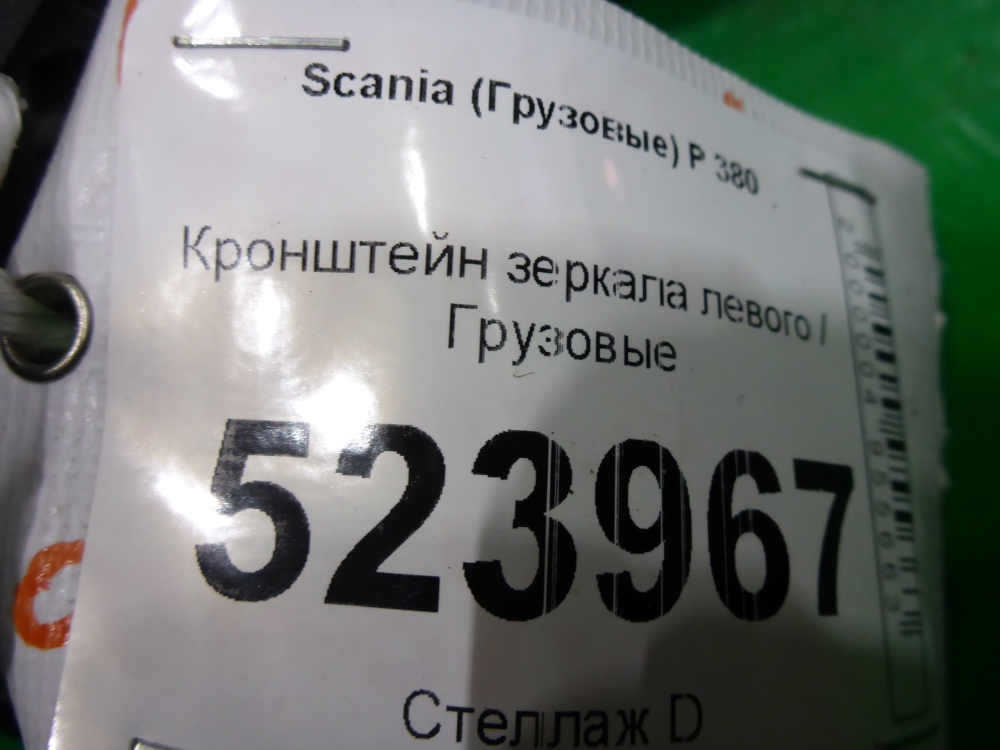 Scania (Грузовые) P 380
Кронштейн зеркала левого /
Грузовые
523967
Стеллаж D